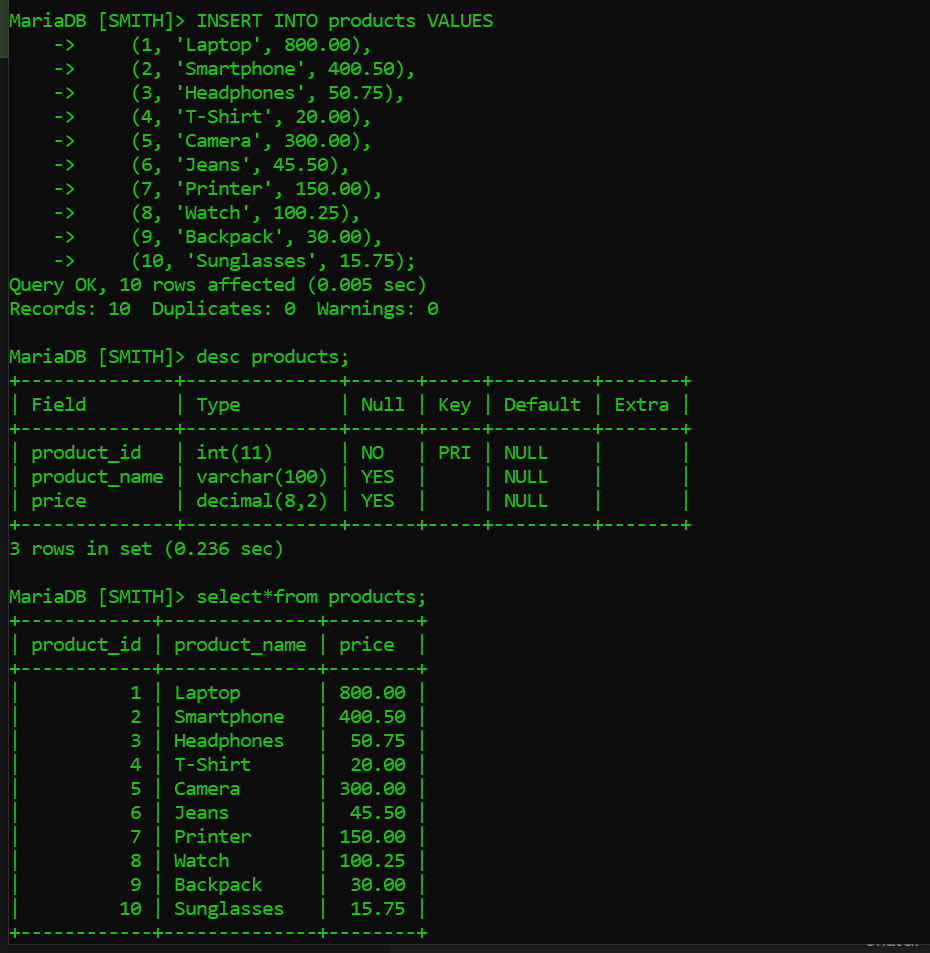 MariaDB [SMITH]> INSERT INTO products VALUES
    ->     (1, 'Laptop', 800.00),
    ->     (2, 'Smartphone', 400.50),
    ->     (3, 'Headphones', 50.75),
    ->     (4, 'T-Shirt', 20.00),
    ->     (5, 'Camera', 300.00),
    ->     (6, 'Jeans', 45.50),
    ->     (7, 'Printer', 150.00),
    ->     (8, 'Watch', 100.25),
    ->     (9, 'Backpack', 30.00),
    ->     (10, 'Sunglasses', 15.75);
Query OK, 10 rows affected (0.005 sec)
Records: 10  Duplicates: 0  Warnings: 0

MariaDB [SMITH]> desc products;
+--------------+--------------+------+-----+---------+-------+
| Field        | Type         | Null | Key | Default | Extra |
+--------------+--------------+------+-----+---------+-------+
| product_id   | int(11)      | NO   | PRI | NULL    |       |
| product_name | varchar(100) | YES  |     | NULL    |       |
| price        | decimal(8,2) | YES  |     | NULL    |       |
+--------------+--------------+------+-----+---------+-------+
3 rows in set (0.236 sec)

MariaDB [SMITH]> select*from products;
+------------+--------------+--------+
| product_id | product_name | price  |
+------------+--------------+--------+
|          1 | Laptop       | 800.00 |
|          2 | Smartphone   | 400.50 |
|          3 | Headphones   |  50.75 |
|          4 | T-Shirt      |  20.00 |
|          5 | Camera       | 300.00 |
|          6 | Jeans        |  45.50 |
|          7 | Printer      | 150.00 |
|          8 | Watch        | 100.25 |
|          9 | Backpack     |  30.00 |
|         10 | Sunglasses   |  15.75 |
+------------+--------------+--------+